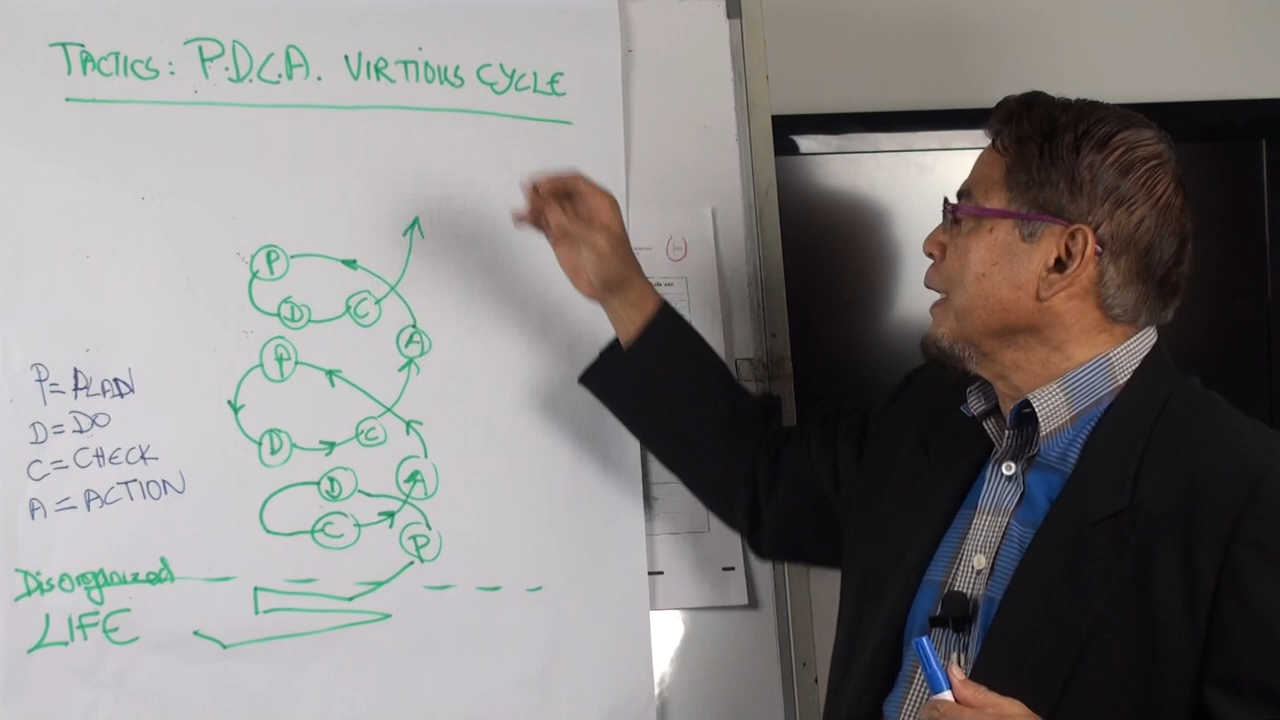 TACTICS: P.D.C.A. VIRTIOUS CYCLE
P
D
C
A
P
D
C
A
D
C
P
P=PLAN
D=DO
C=CHECK
A=ACTION
Disorganized
LIFE